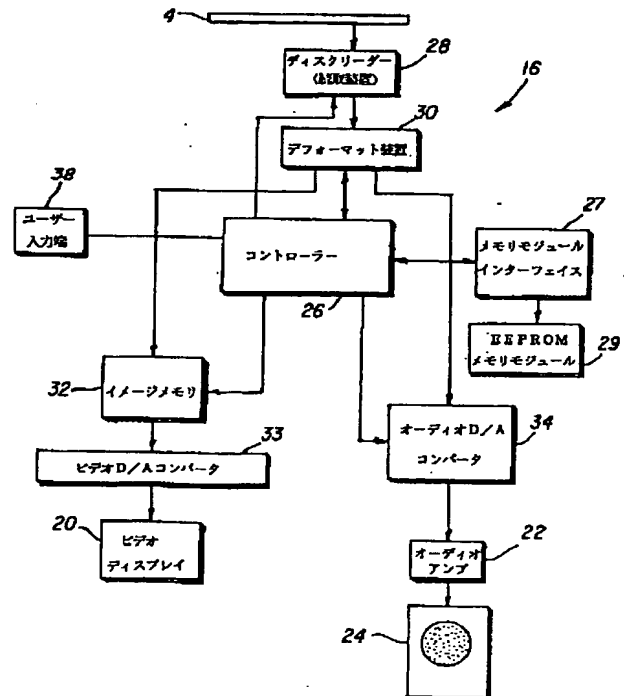 4
ディスクリーダー
28
16
30
デフォーマット装置
38
ユーザー
入力端
27
メモリモジュール
インターフェイス
コントローラー
26
EEPROM
メモリモジュール
29
32
イメージメモリ
オーディオD/A
コンバータ
34
33
ビデオD/Aコンバータ
20
ビデオ
ディスプレイ
22
オーディオ
アンプ
24